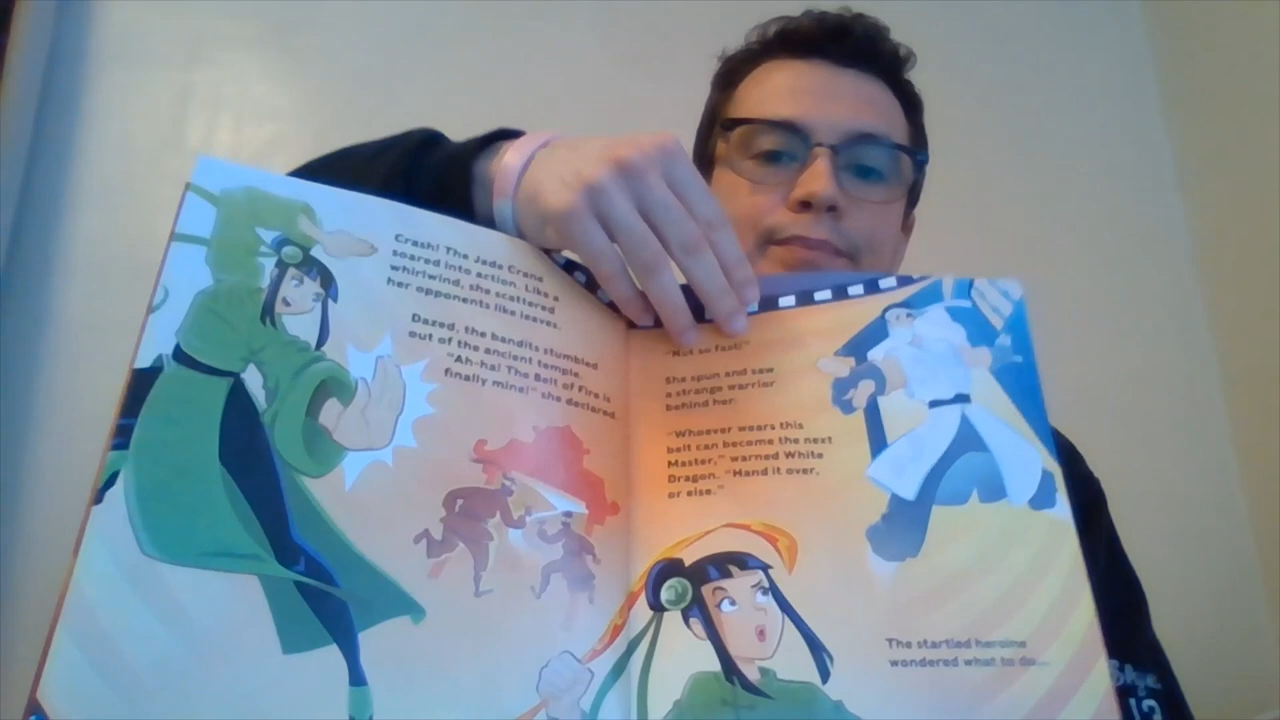 Crash! The Jade Crane
soared into action. Like a
whirlwind, she scattered
her opponents like leaves.
Dazed, the bandits stumbled
out of the ancient temple.
"Ah-ha! The Belt of Fire is
finally mine!" she declared.
"Not so fast!"
She spun and saw
a strange warrior
behind her.
"Whoever wears this
belt can become the next
Master," warned White
Dragon. "Hand it over,
or else."
The startled heroine
wondered what to do...
Skye
12